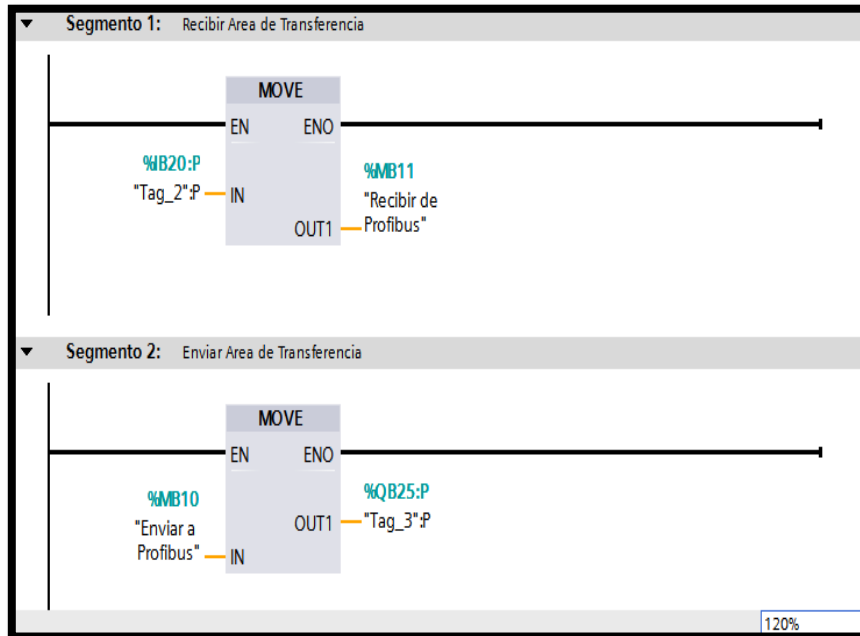 Segmento 1: Recibir Area de Transferencia
MOVE
EN ENO
%IB20:P
"Tag_2":P
IN
%MB11
"Recibir de
Profibus"
OUT1
Segmento 2: Enviar Area de Transferencia
MOVE
EN ENO
%MB10
"Enviar a
Profibus"
IN
%QB25:P
"Tag_3":P
OUT1
120%